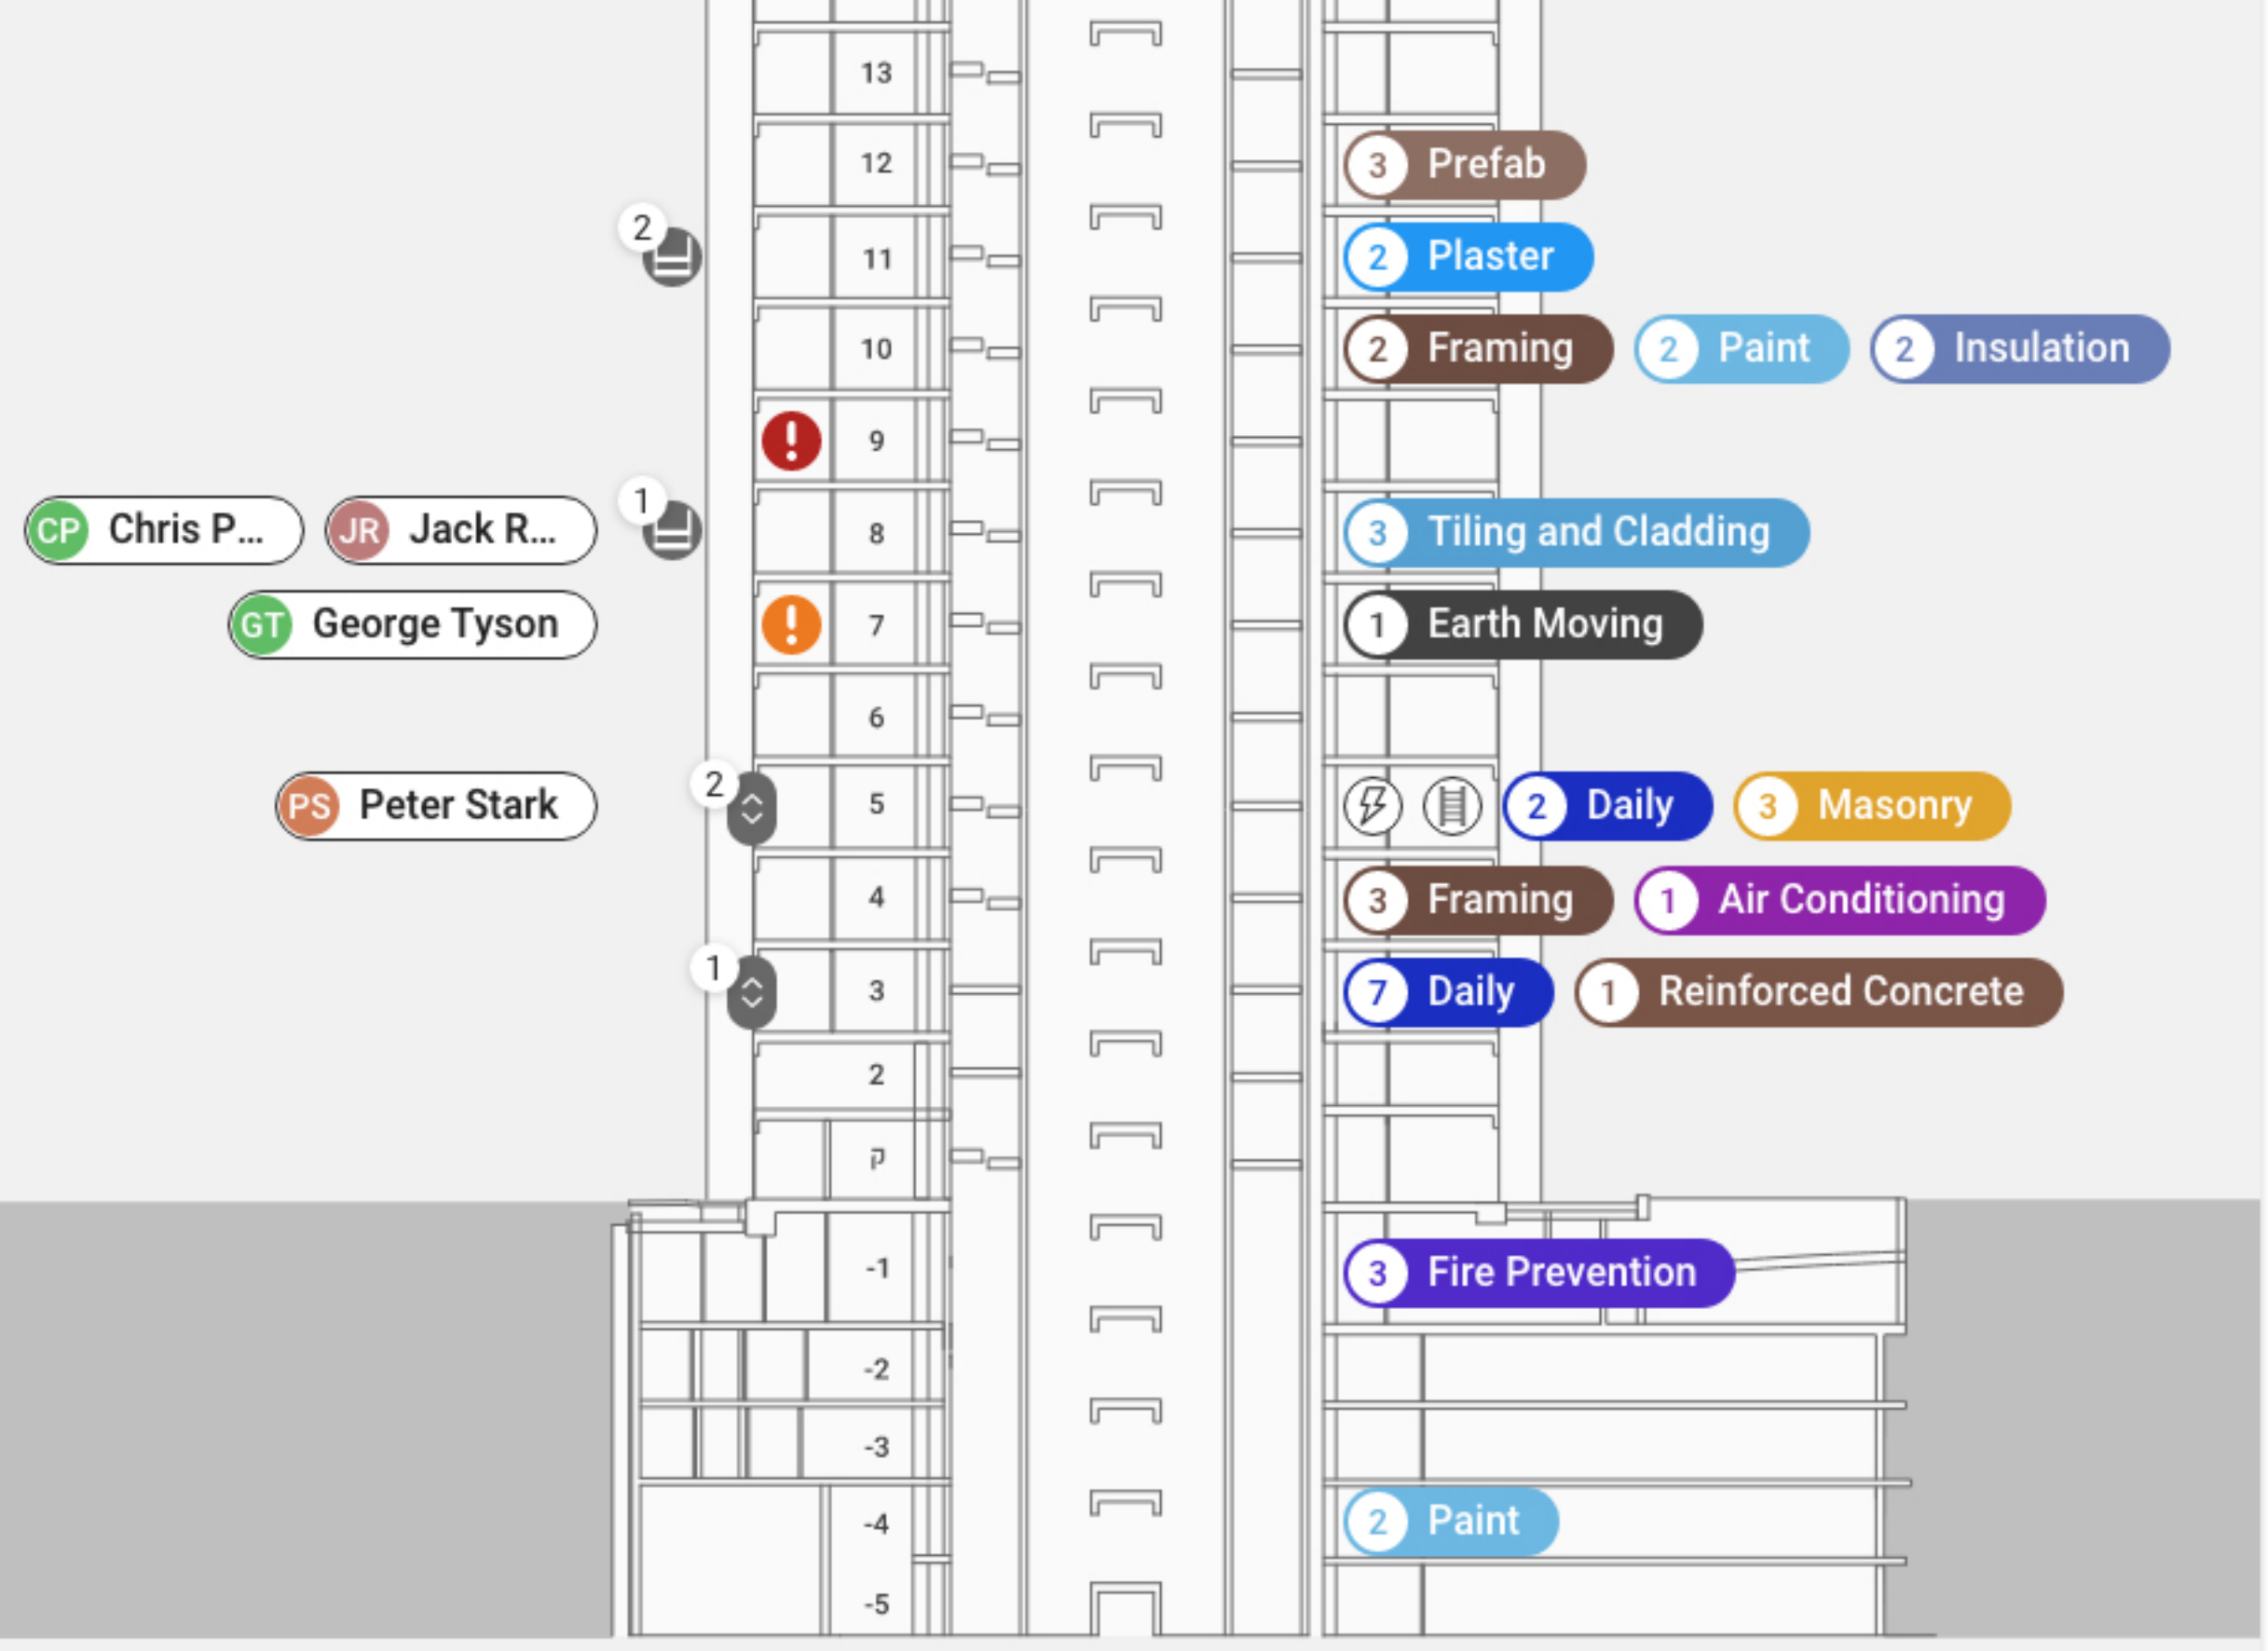 13
12 3 Prefab
2 11 2 Plaster
10 2 Framing 2 Paint 2 Insulation
9
CP Chris P... JR Jack R... 1 8 3 Tiling and Cladding
GT George Tyson 7 1 Earth Moving
6
PS Peter Stark 2 5 2 Daily 3 Masonry
4 3 Framing 1 Air Conditioning
1 3 7 Daily 1 Reinforced Concrete
2
ק
-1 3 Fire Prevention
-2
-3
-4 2 Paint
-5